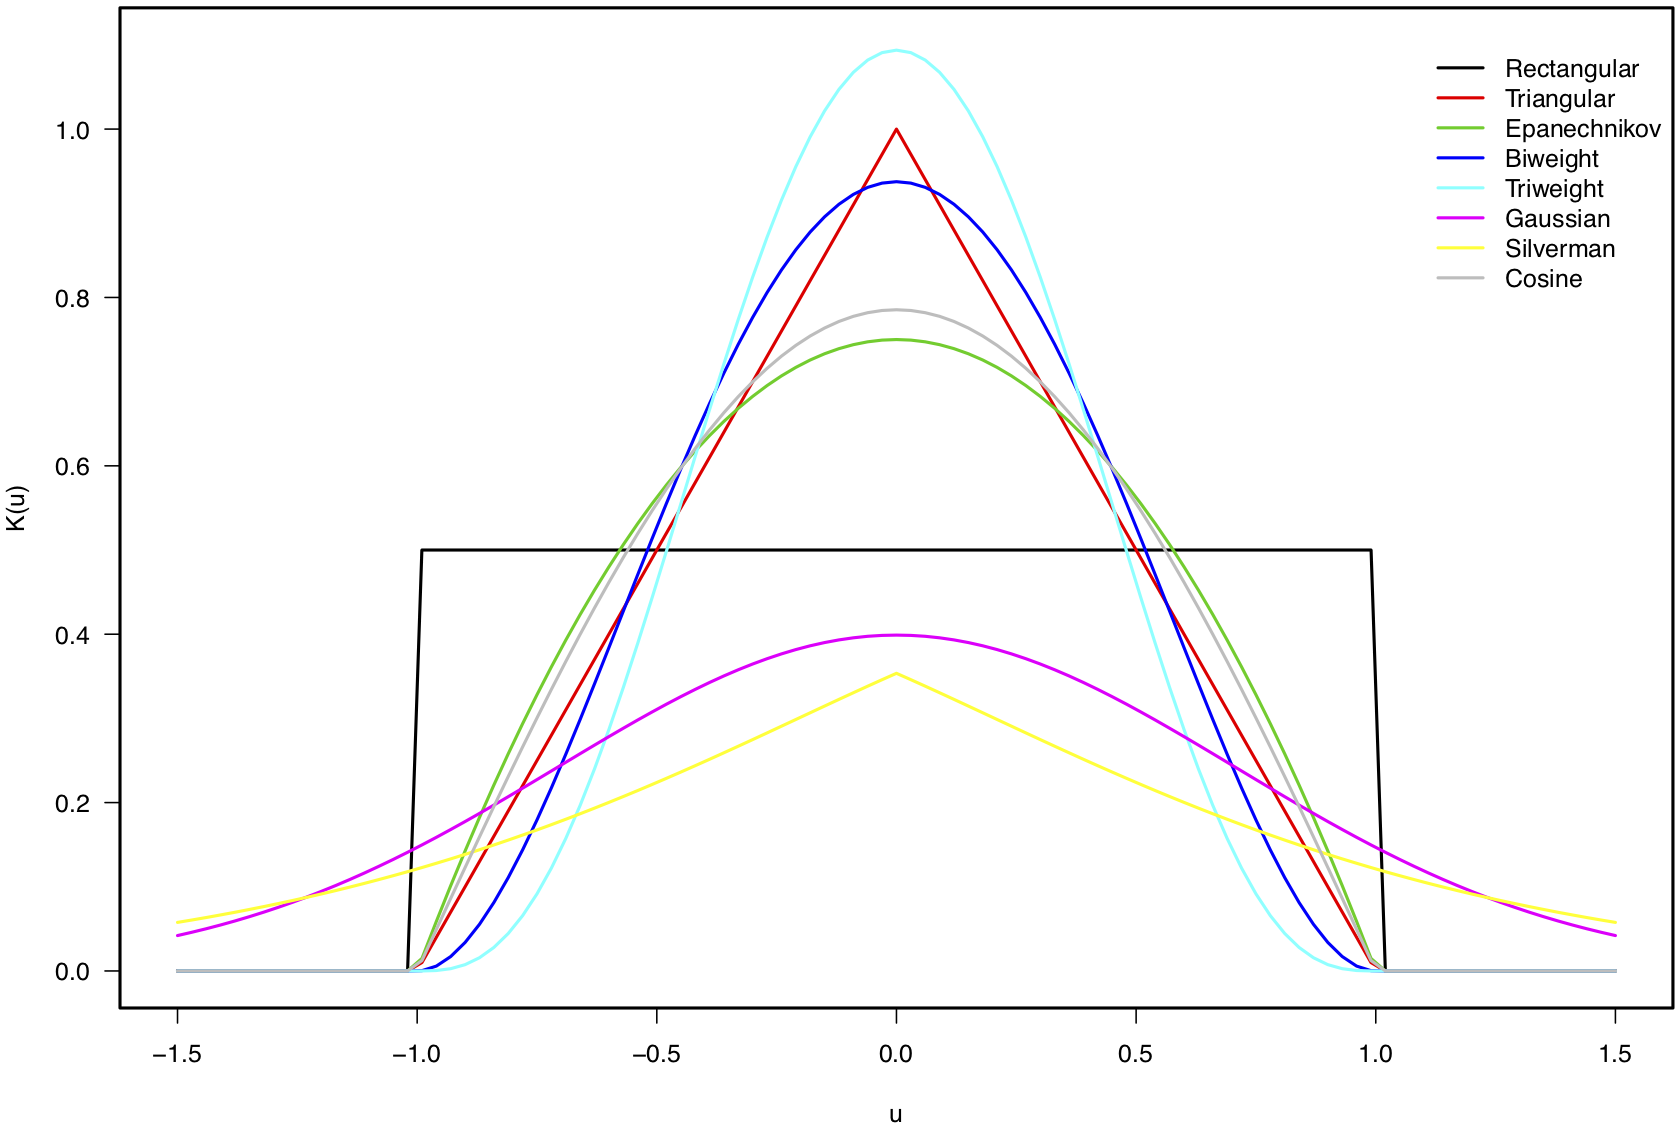 Rectangular
Triangular
Epanechnikov
Biweight
Triweight
Gaussian
Silverman
Cosine
1.0
0.8
0.6
0.4
0.2
0.0
K(u)
−1.5 −1.0 −0.5 0.0 0.5 1.0 1.5
u